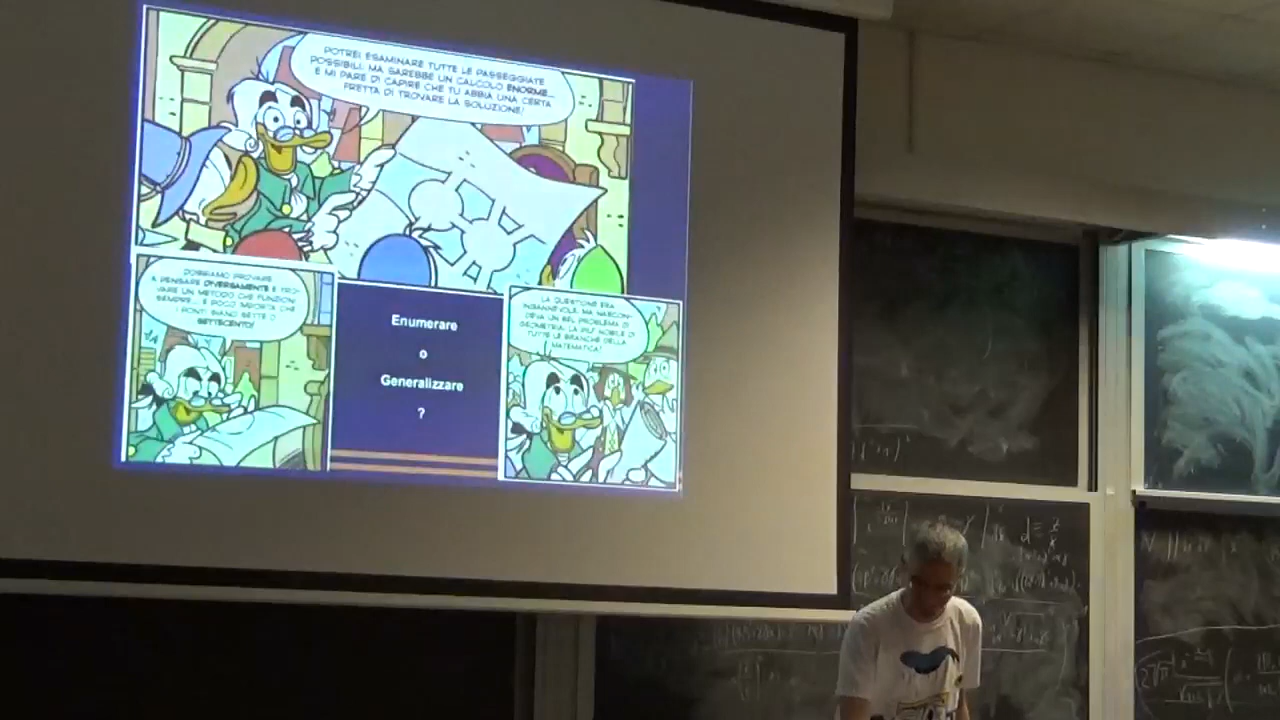 POTREI ESAMINARE TUTTE LE PASSEGGIATE
POSSIBILI, MA SAREBBE UN CALCOLO ENORME...
E MI PARE DI CAPIRE CHE TU ABBIA UNA CERTA
FRETTA DI TROVARE LA SOLUZIONE!
DOBBIAMO PROVARE
A PENSARE DIVERSAMENTE E TRO-
VARE UN METODO CHE FUNZIONI
SEMPRE... E POCO IMPORTA CHE
I PONTI SIANO SETTE O
SETTECENTO!
Enumerare
o
Generalizzare
?
LA QUESTIONE ERA
INGANNEVOLE, MA NASCON-
DEVA UN BEL PROBLEMA DI
GEOMETRIA, LA PIÙ NOBILE DI
TUTTE LE BRANCHE DELLA
MATEMATICA!